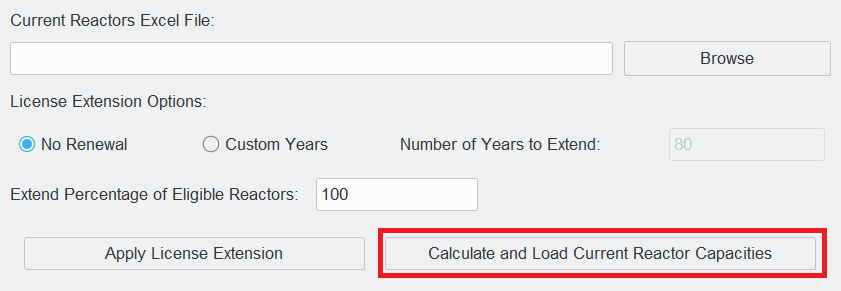 Current Reactors Excel File:
Browse
License Extension Options:
No Renewal Custom Years Number of Years to Extend: 80
Extend Percentage of Eligible Reactors: 100
Apply License Extension Calculate and Load Current Reactor Capacities